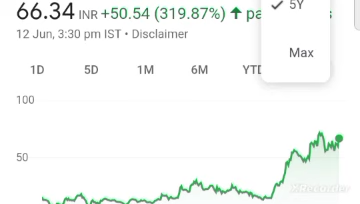 66.34 INR +50.54 (319.87%) pa s
5Y
12 Jun, 3:30 pm IST • Disclaimer
Max
1D 5D 1M 6M YTD
100
50
XRecorder